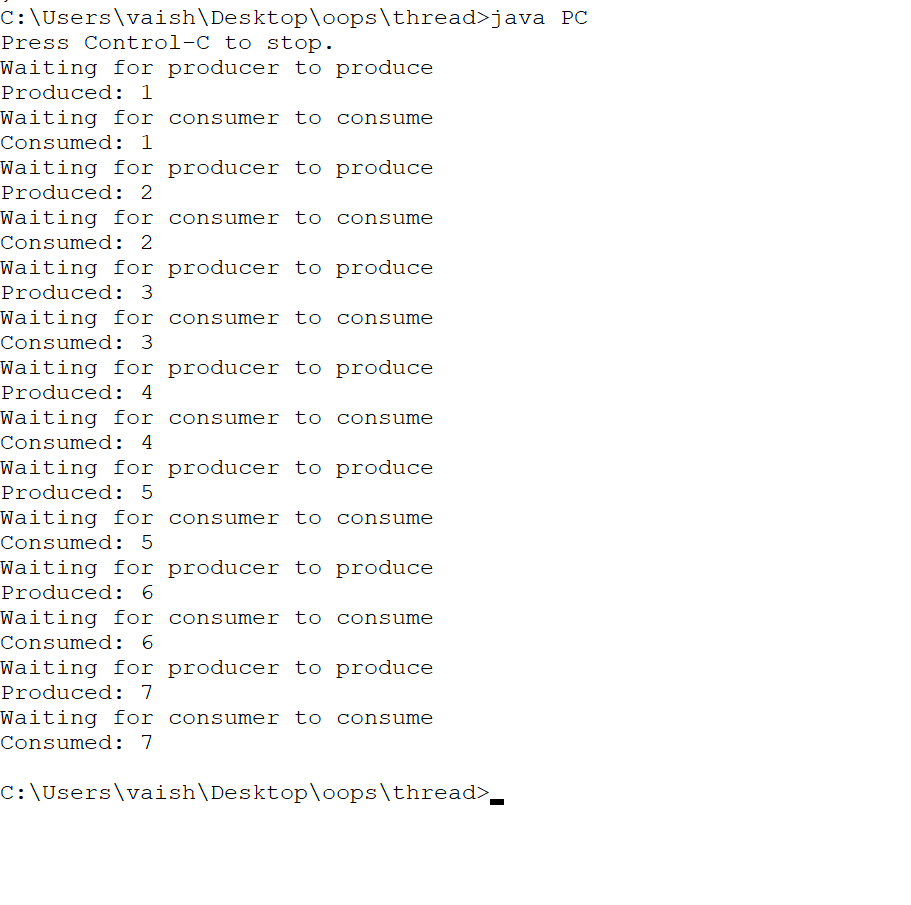 C:\Users\vaish\Desktop\oops\thread>java PC
Press Control-C to stop.
Waiting for producer to produce
Produced: 1
Waiting for consumer to consume
Consumed: 1
Waiting for producer to produce
Produced: 2
Waiting for consumer to consume
Consumed: 2
Waiting for producer to produce
Produced: 3
Waiting for consumer to consume
Consumed: 3
Waiting for producer to produce
Produced: 4
Waiting for consumer to consume
Consumed: 4
Waiting for producer to produce
Produced: 5
Waiting for consumer to consume
Consumed: 5
Waiting for producer to produce
Produced: 6
Waiting for consumer to consume
Consumed: 6
Waiting for producer to produce
Produced: 7
Waiting for consumer to consume
Consumed: 7
C:\Users\vaish\Desktop\oops\thread>